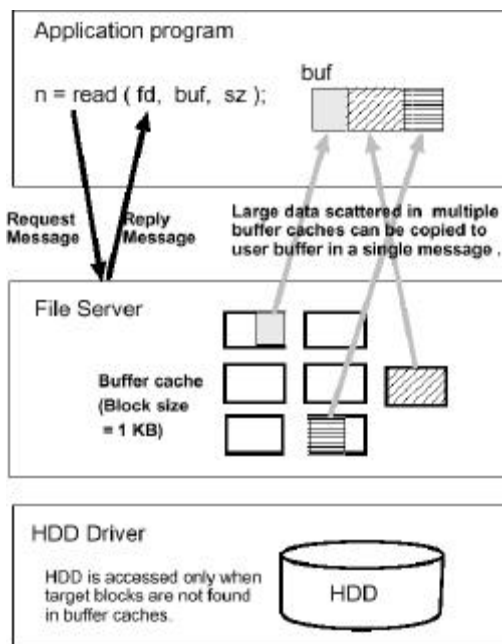 Application program
buf
n = read ( fd, buf, sz );
Request
Message
Reply
Message
Large data scattered in multiple
buffer caches can be copied to
user buffer in a single message .
File Server
Buffer cache
(Block size
= 1 KB)
HDD Driver
HDD is accessed only when
target blocks are not found
in buffer caches.
HDD